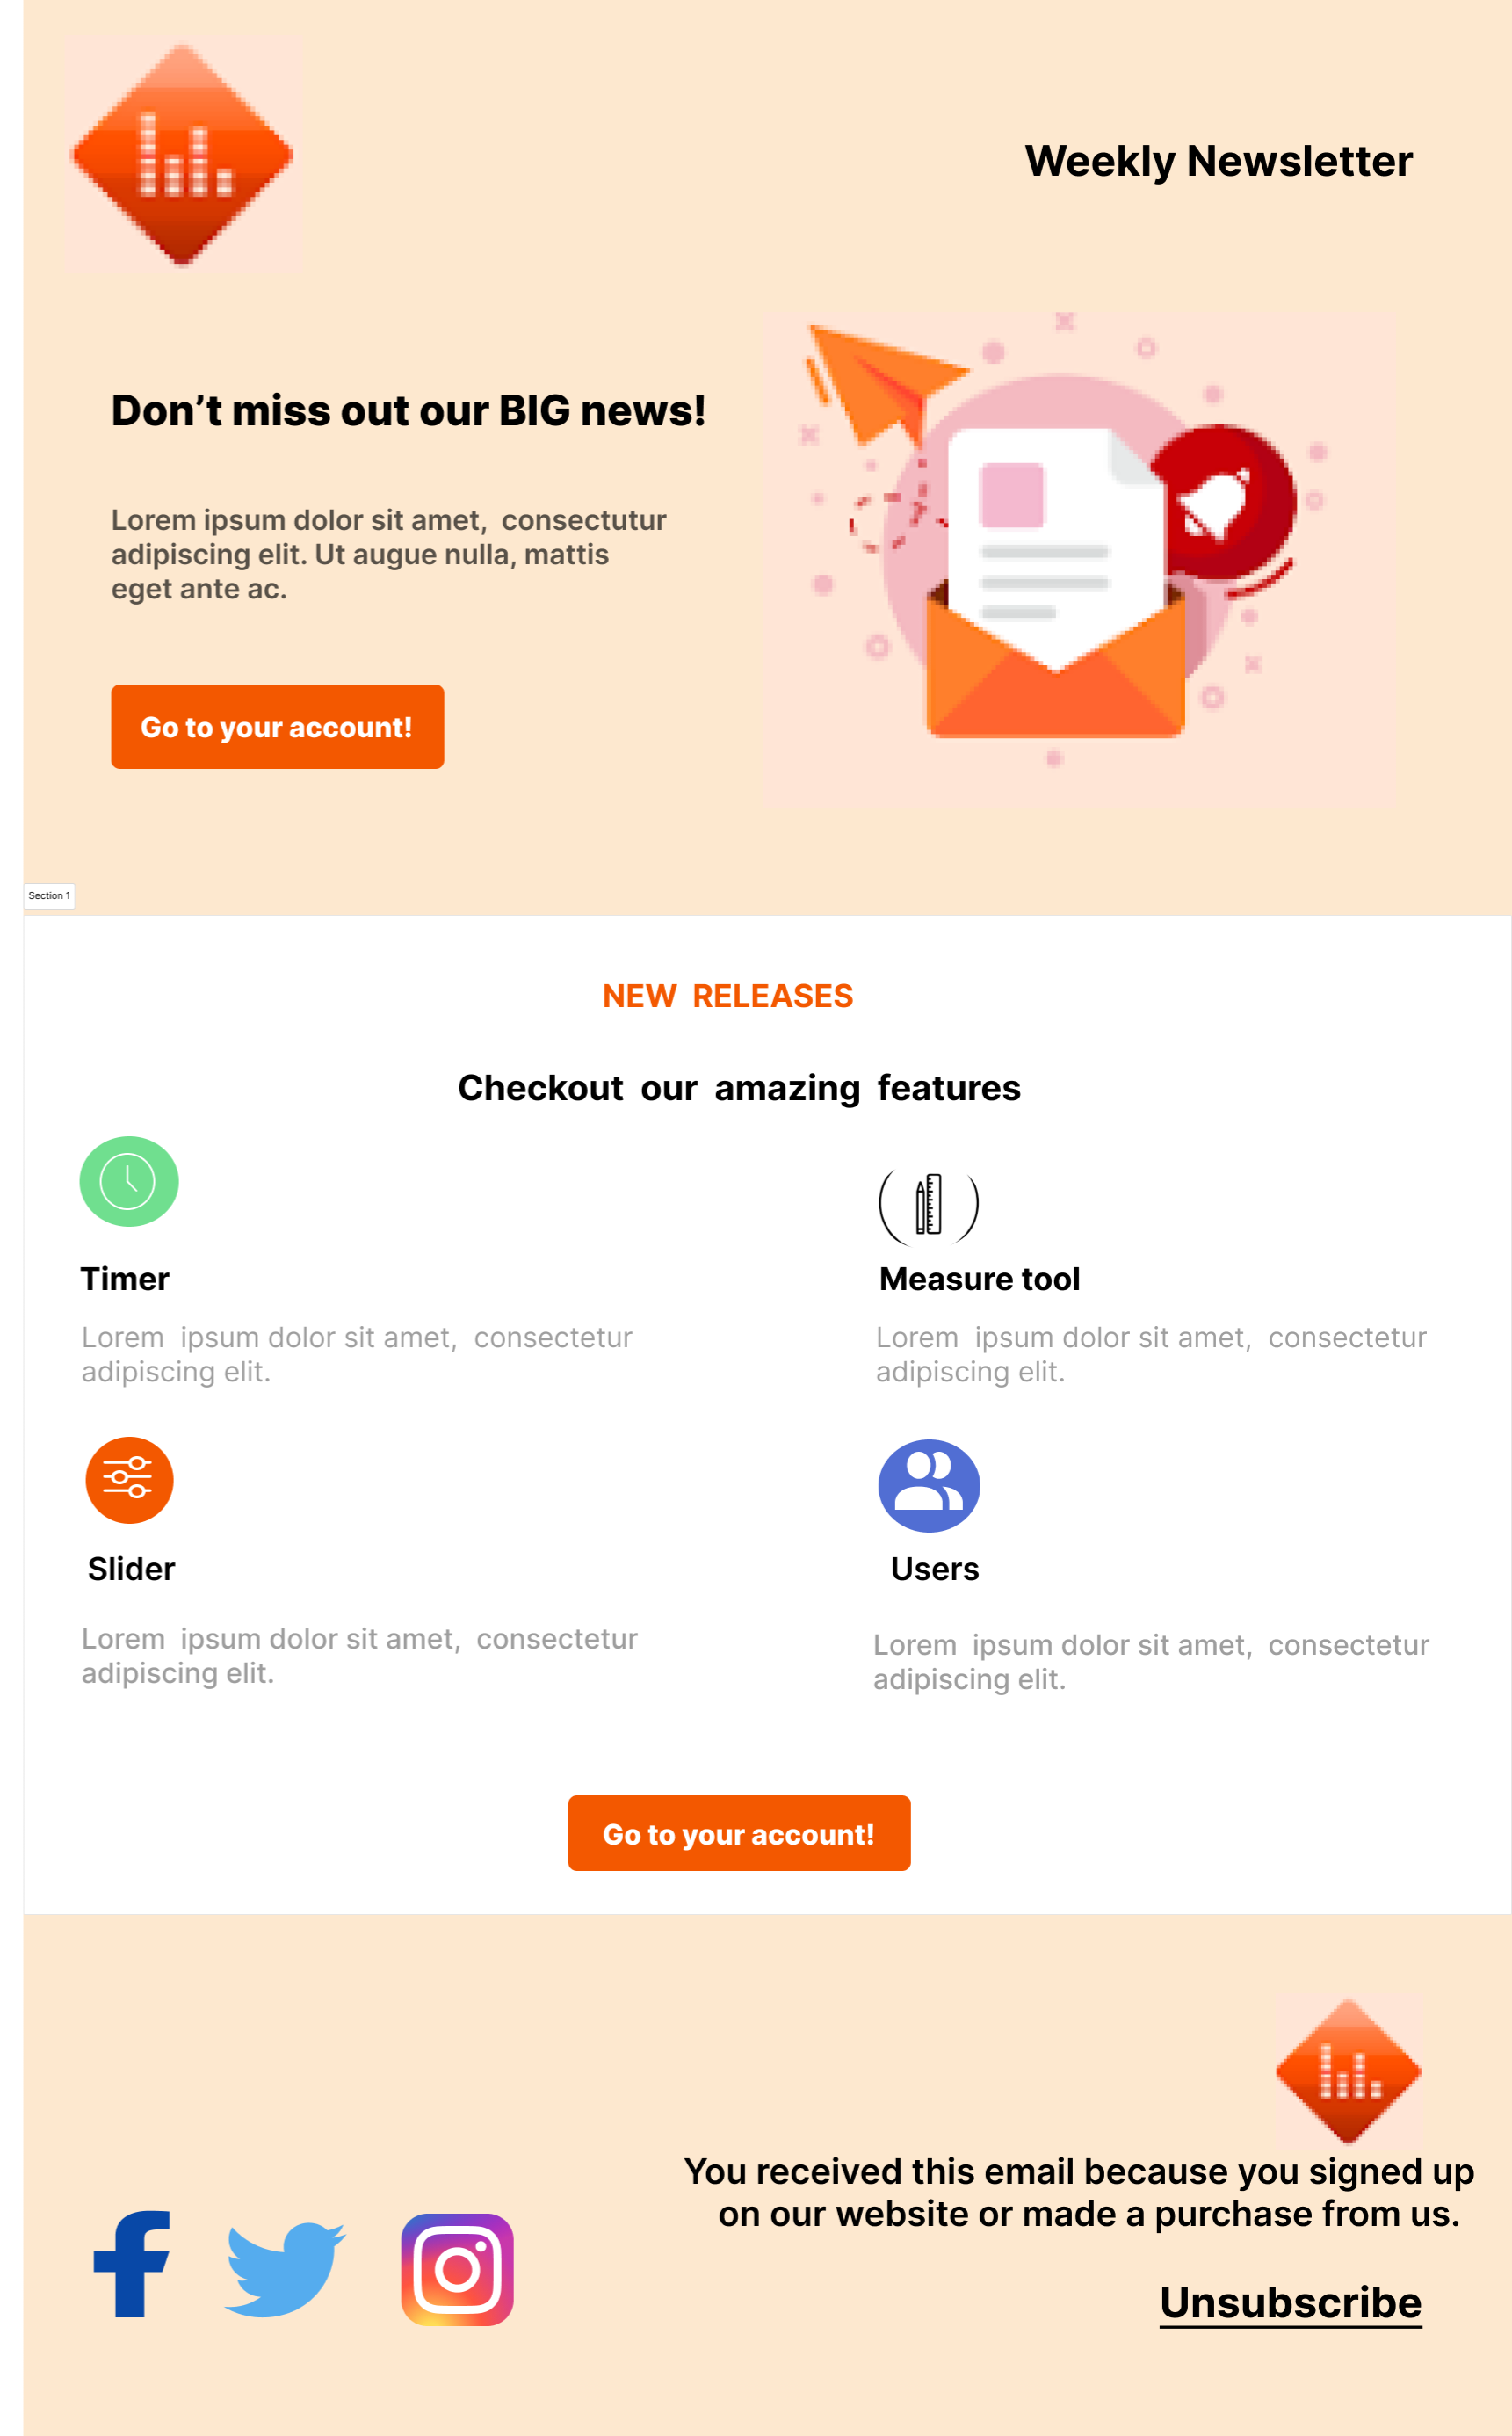 Weekly Newsletter
Don’t miss out our BIG news!
Lorem ipsum dolor sit amet, consectutur
adipiscing elit. Ut augue nulla, mattis
eget ante ac.
Go to your account!
Section 1
NEW RELEASES
Checkout our amazing features
Timer
Lorem ipsum dolor sit amet, consectetur
adipiscing elit.
Measure tool
Lorem ipsum dolor sit amet, consectetur
adipiscing elit.
Slider
Lorem ipsum dolor sit amet, consectetur
adipiscing elit.
Users
Lorem ipsum dolor sit amet, consectetur
adipiscing elit.
Go to your account!
You received this email because you signed up
on our website or made a purchase from us.
Unsubscribe